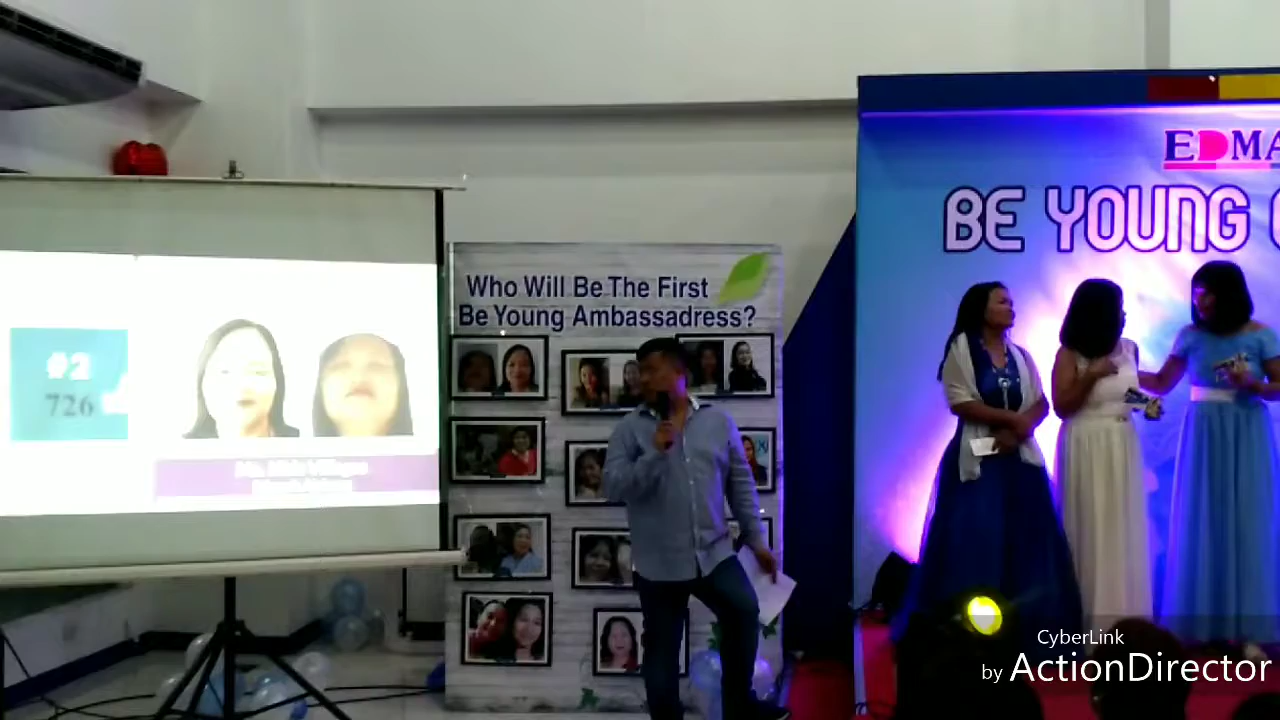 #2
726
Who Will Be The First
Be Young Ambassadress?
EDMA
BE YOUNG
CyberLink
by ActionDirector